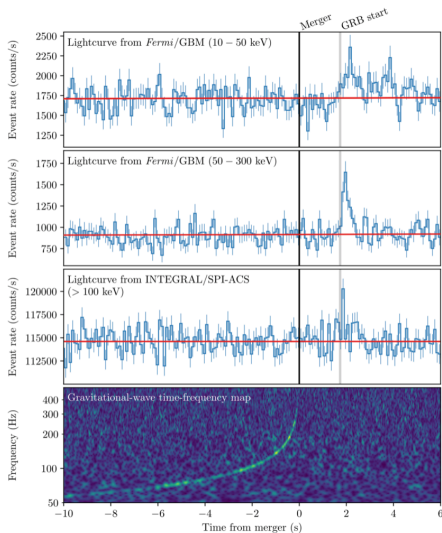 Merger
GRB start
Lightcurve from Fermi/GBM (10 − 50 keV)
Event rate (counts/s)
2500
2250
2000
1750
1500
1250
Lightcurve from Fermi/GBM (50 − 300 keV)
Event rate (counts/s)
1750
1500
1250
1000
750
Lightcurve from INTEGRAL/SPI-ACS
(> 100 keV)
Event rate (counts/s)
120000
117500
115000
112500
Gravitational-wave time-frequency map
Frequency (Hz)
400
300
200
100
50
−10 −8 −6 −4 −2 0 2 4 6
Time from merger (s)